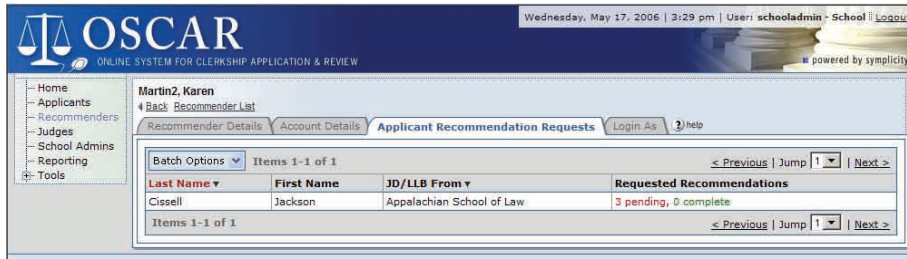 Wednesday, May 17, 2006 | 3:29 pm | User: schooladmin - School | Logout
OSCAR
ONLINE SYSTEM FOR CLERKSHIP APPLICATION & REVIEW
powered by symplicity
Home
Applicants
Recommenders
Judges
School Admins
Reporting
Tools
Martin2, Karen
Back Recommender List
Recommender Details Account Details Applicant Recommendation Requests Login As ? help
Batch Options Items 1-1 of 1 < Previous | Jump 1 | Next >
Last Name First Name JD/LLB From Requested Recommendations
Cissell Jackson Appalachian School of Law 3 pending, 0 complete
Items 1-1 of 1 < Previous | Jump 1 | Next >